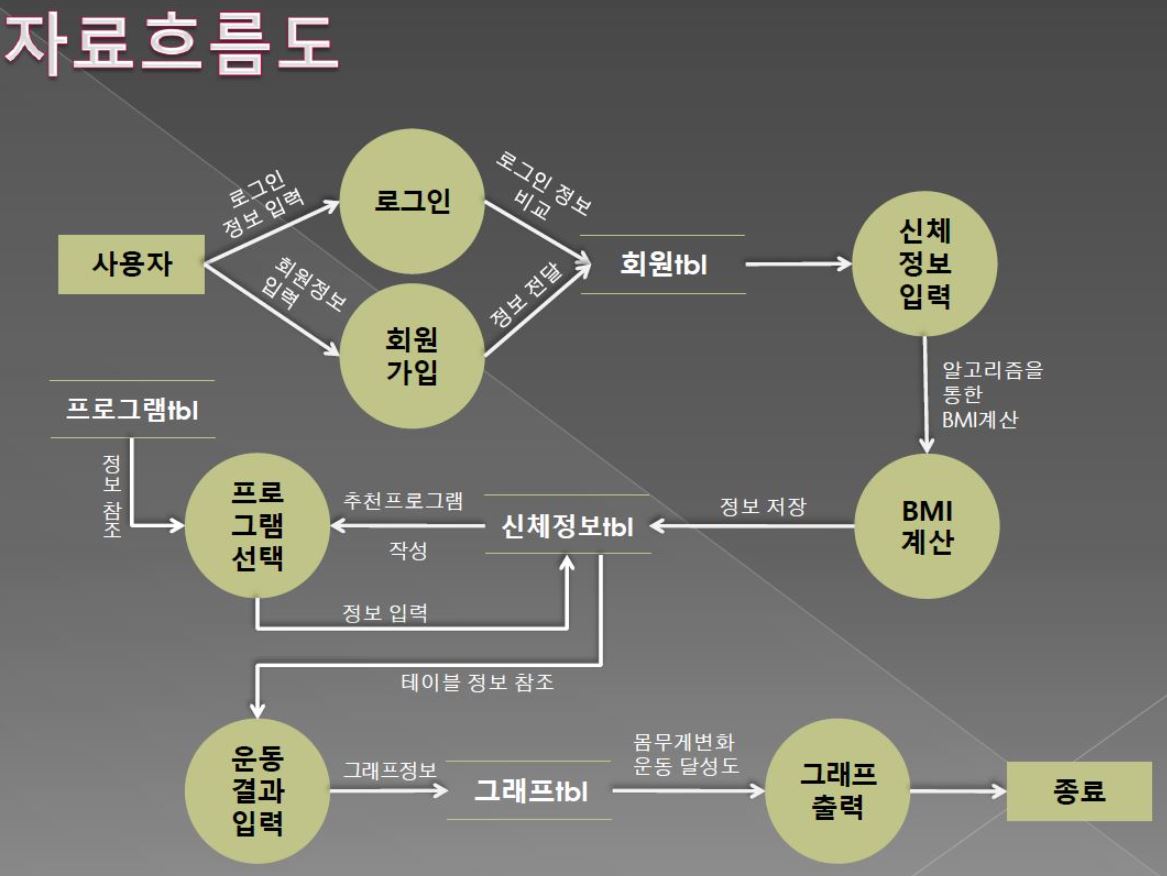 자료흐름도
로그인
정보 입력
로그인
로그인 정보
비교
사용자
회원정보
입력
회원
가입
정보 전달
회원tbl
신체
정보
입력
알고리즘을
통한
BMI계산
프로그램tbl
정보 참조
프로
그램
선택
추천프로그램
작성
신체정보tbl
정보 저장
BMI
계산
정보 입력
테이블 정보 참조
운동
결과
입력
그래프정보
그래프tbl
몸무게변화
운동 달성도
그래프
출력
종료